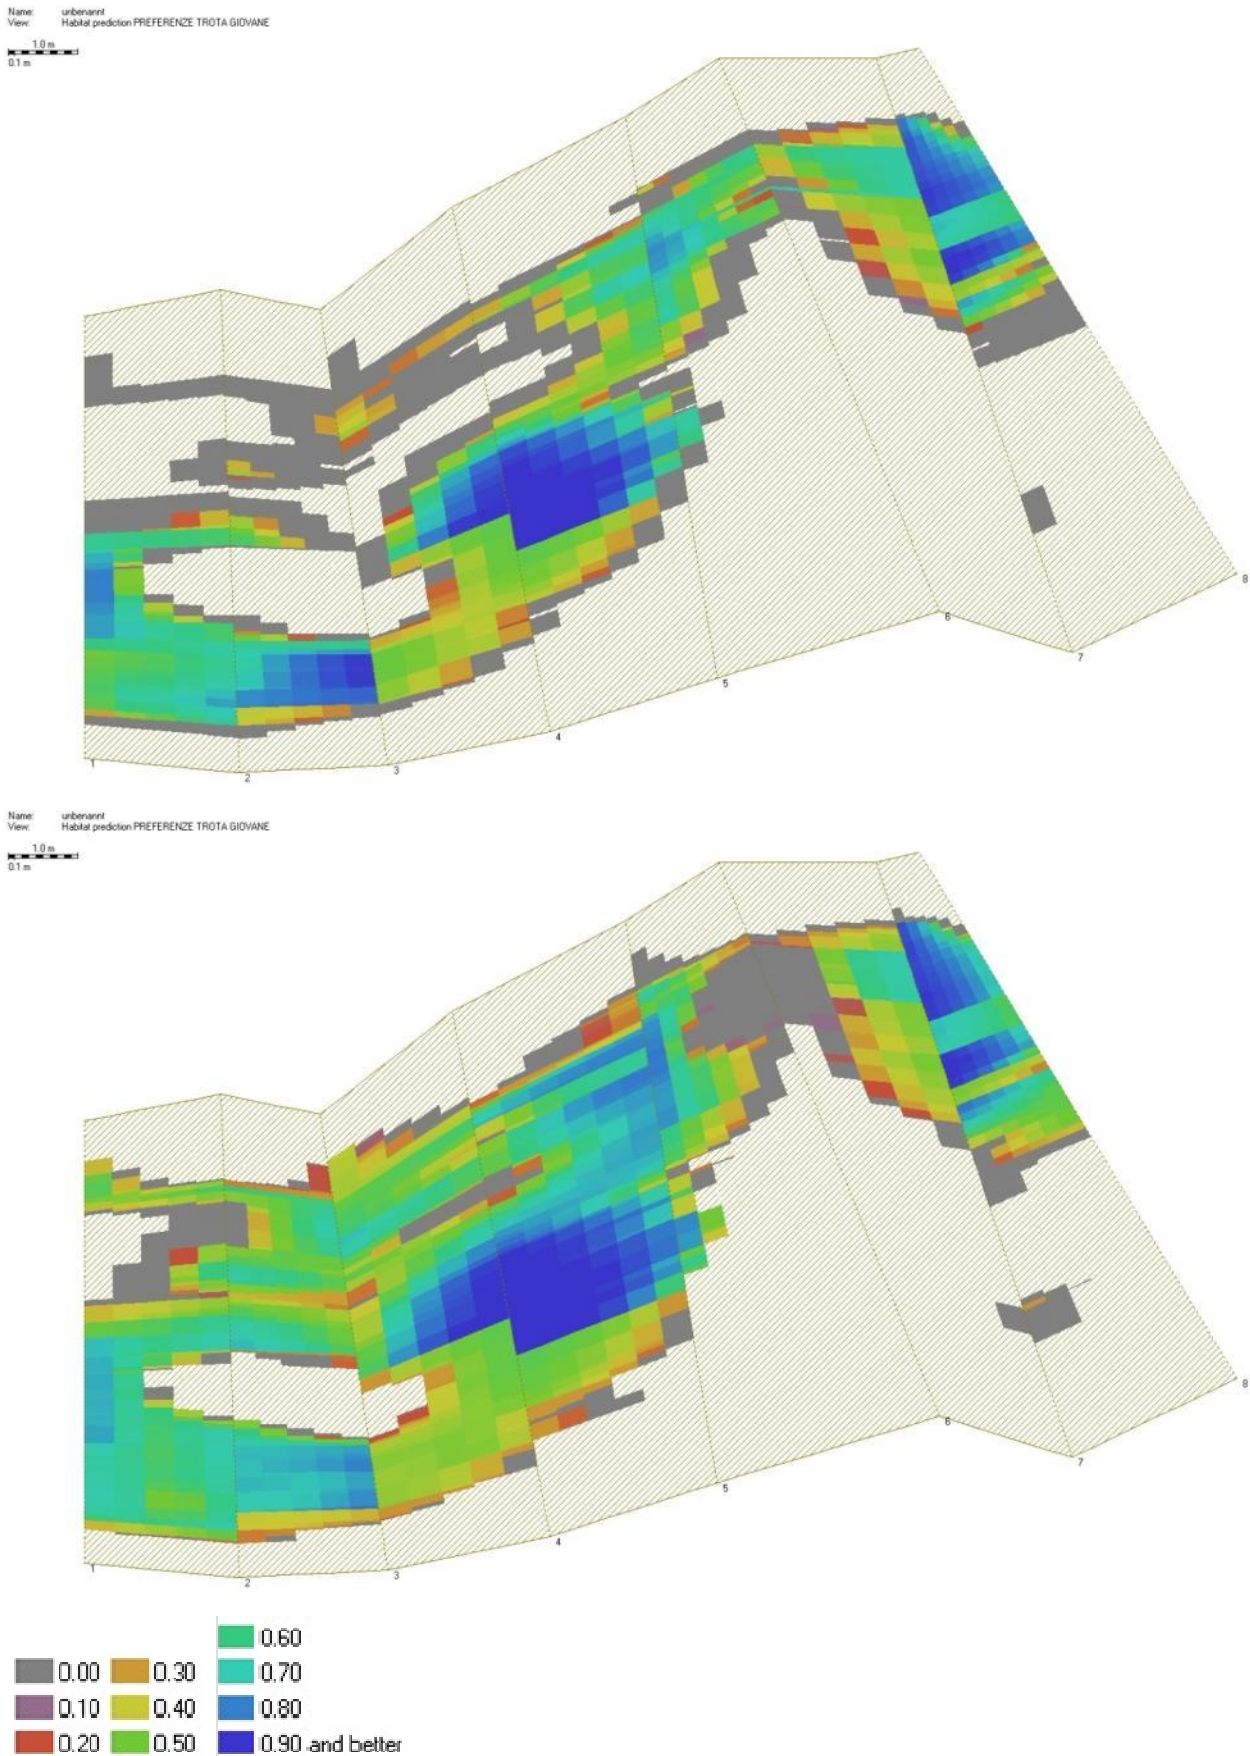 Name: unbenannt
View: Habitat prediction PREFERENZE TROTA GIOVANE
1.0 m
0.1 m
8
6
7
5
4
3
1
2
Name: unbenannt
View: Habitat prediction PREFERENZE TROTA GIOVANE
1.0 m
0.1 m
8
6
7
5
4
3
1
2
0.60
0.00 0.30 0.70
0.10 0.40 0.80
0.20 0.50 0.90 and better